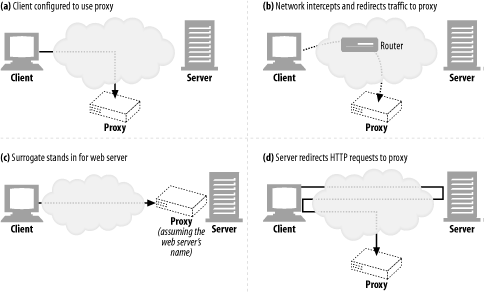 (a) Client configured to use proxy
Client
Server
Proxy
(b) Network intercepts and redirects traffic to proxy
Router
Client
Server
Proxy
(c) Surrogate stands in for web server
Client
Proxy
(assuming the
web server's
name)
Server
(d) Server redirects HTTP requests to proxy
Client
Server
Proxy